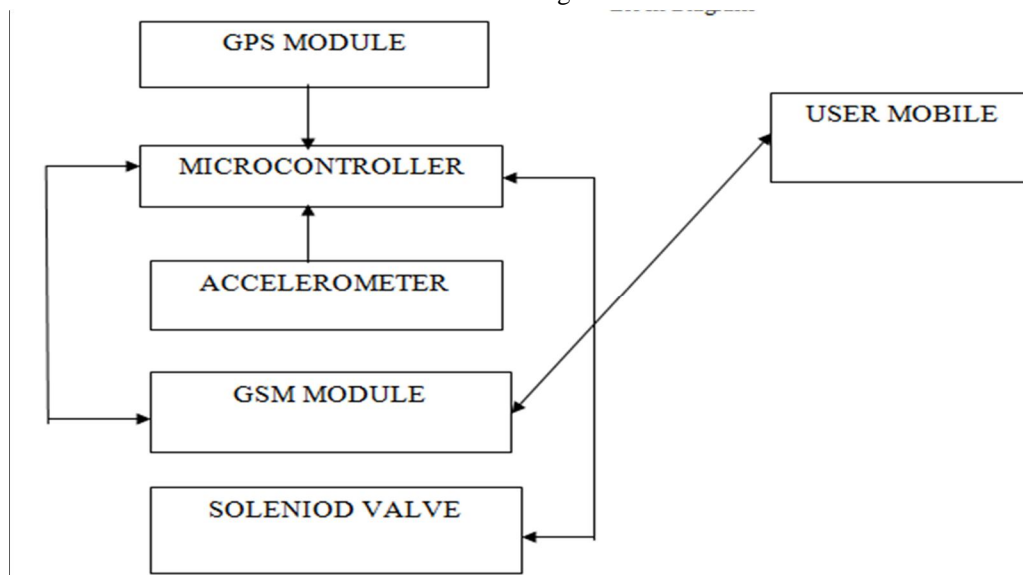 GPS MODULE
USER MOBILE
MICROCONTROLLER
ACCELEROMETER
GSM MODULE
SOLENIOD VALVE